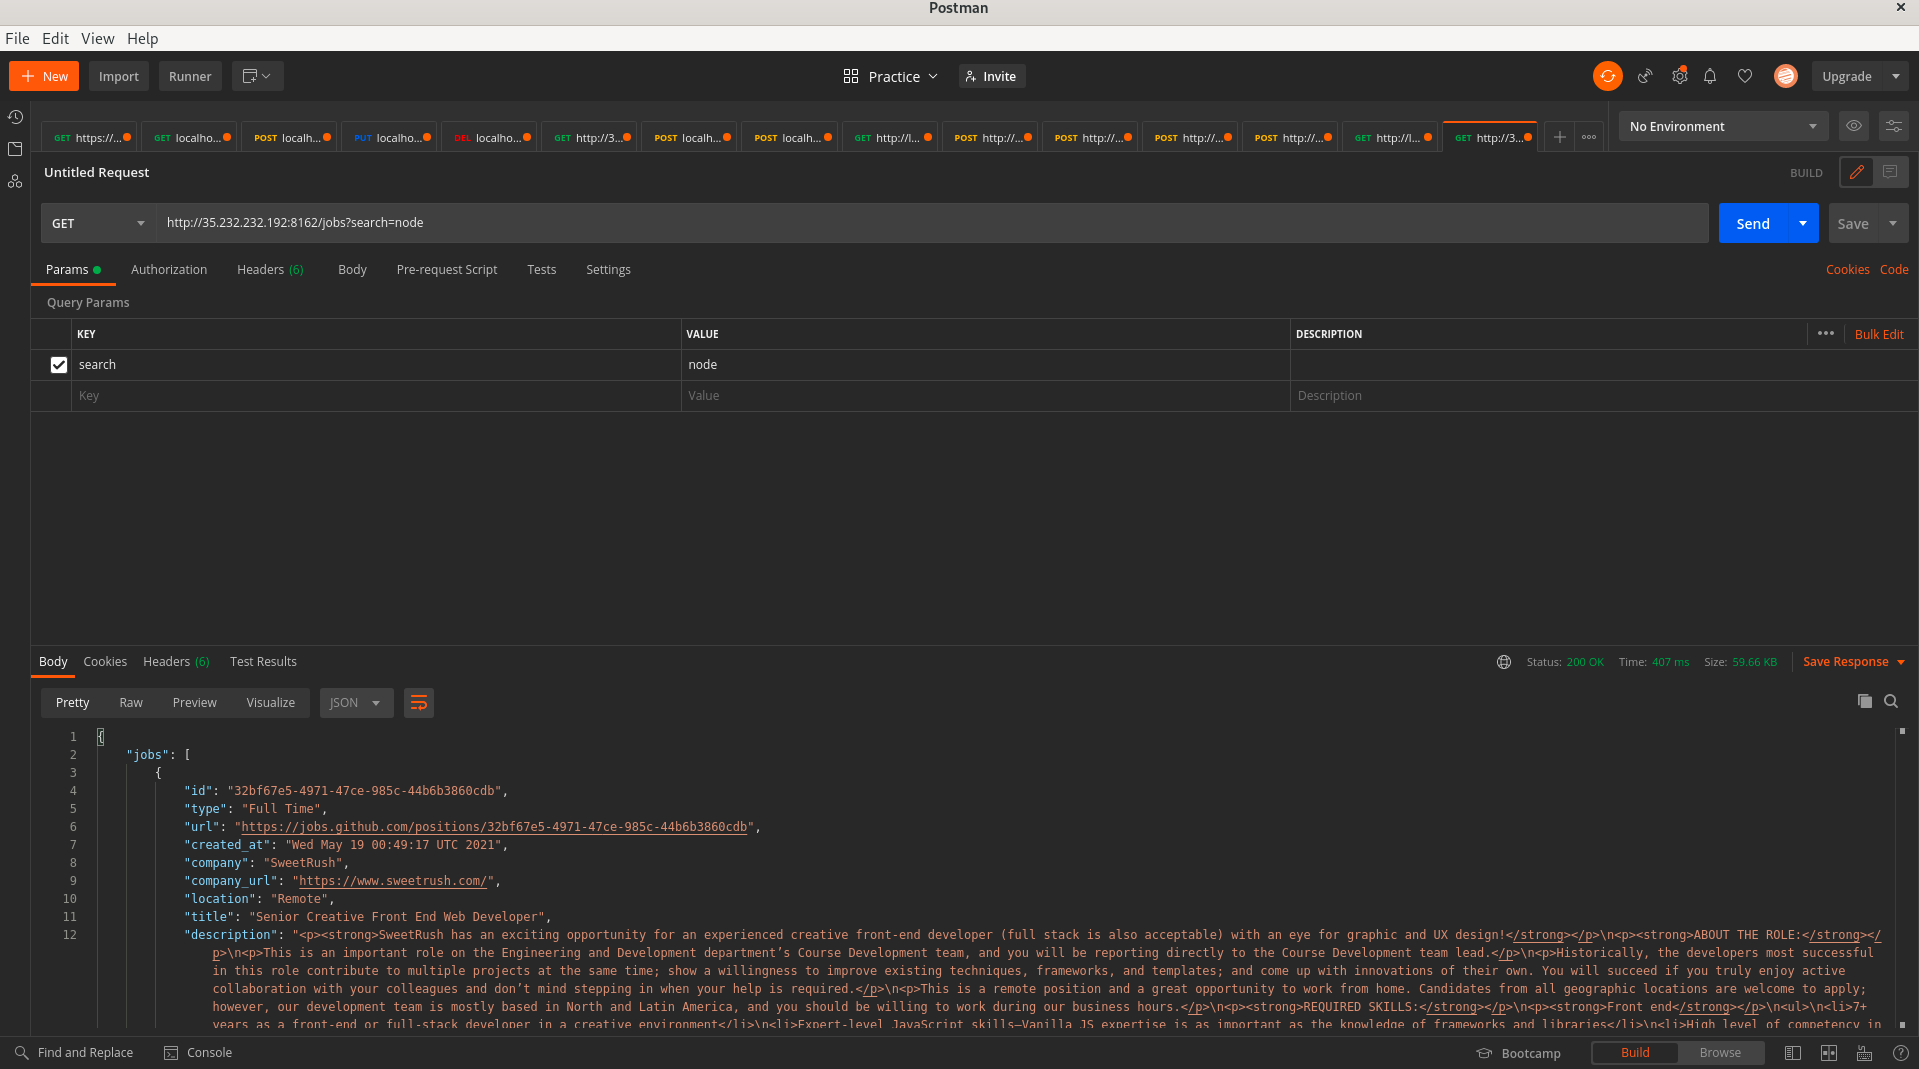 Postman
File Edit View Help
New Import Runner Practice Invite Upgrade
GET https://... GET localho... POST localh... PUT localho... DEL localho... GET http://3... POST localh... POST localh... GET http://l... POST http://... POST http://... POST http://... POST http://... GET http://l... GET http://3... No Environment
Untitled Request BUILD
GET http://35.232.232.192:8162/jobs?search=node Send Save
Params Authorization Headers (6) Body Pre-request Script Tests Settings Cookies Code
Query Params
KEY VALUE DESCRIPTION Bulk Edit
search node
Key Value Description
Body Cookies Headers (6) Test Results Status: 200 OK Time: 407 ms Size: 59.66 KB Save Response
Pretty Raw Preview Visualize JSON
1 {
2 "jobs": [
3 {
4 "id": "32bf67e5-4971-47ce-985c-44b6b3860cdb",
5 "type": "Full Time",
6 "url": "https://jobs.github.com/positions/32bf67e5-4971-47ce-985c-44b6b3860cdb",
7 "created_at": "Wed May 19 00:49:17 UTC 2021",
8 "company": "SweetRush",
9 "company_url": "https://www.sweetrush.com/",
10 "location": "Remote",
11 "title": "Senior Creative Front End Web Developer",
12 "description": "<p><strong>SweetRush has an exciting opportunity for an experienced creative front-end developer (full stack is also acceptable) with an eye for graphic and UX design!</strong></p>\n<p><strong>ABOUT THE ROLE:</strong></
p>\n<p>This is an important role on the Engineering and Development department’s Course Development team, and you will be reporting directly to the Course Development team lead.</p>\n<p>Historically, the developers most successful
in this role contribute to multiple projects at the same time; show a willingness to improve existing techniques, frameworks, and templates; and come up with innovations of their own. You will succeed if you truly enjoy active
collaboration with your colleagues and don’t mind stepping in when your help is required.</p>\n<p>This is a remote position and a great opportunity to work from home. Candidates from all geographic locations are welcome to apply;
however, our development team is mostly based in North and Latin America, and you should be willing to work during our business hours.</p>\n<p><strong>REQUIRED SKILLS:</strong></p>\n<p><strong>Front end</strong></p>\n<ul>\n<li>7+
years as a front-end or full-stack developer in a creative environment</li>\n<li>Expert-level JavaScript skills—Vanilla JS expertise is as important as the knowledge of frameworks and libraries</li>\n<li>High level of competency in
Find and Replace Console Bootcamp Build Browse